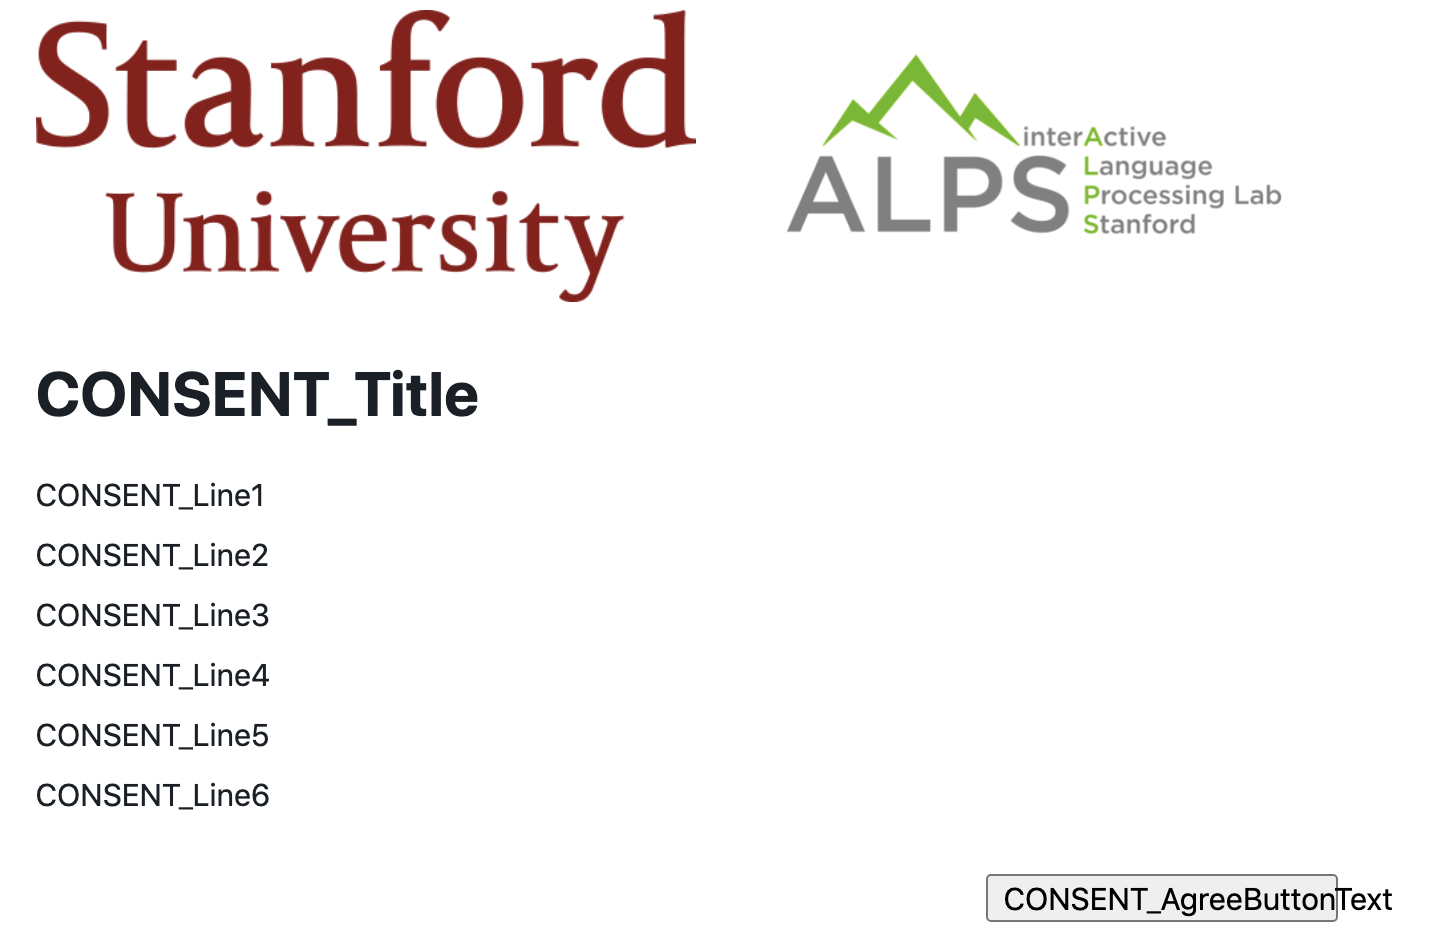 Stanford
University
interActive
Language
Processing Lab
Stanford
ALPS
CONSENT_Title
CONSENT_Line1
CONSENT_Line2
CONSENT_Line3
CONSENT_Line4
CONSENT_Line5
CONSENT_Line6
CONSENT_AgreeButtonText